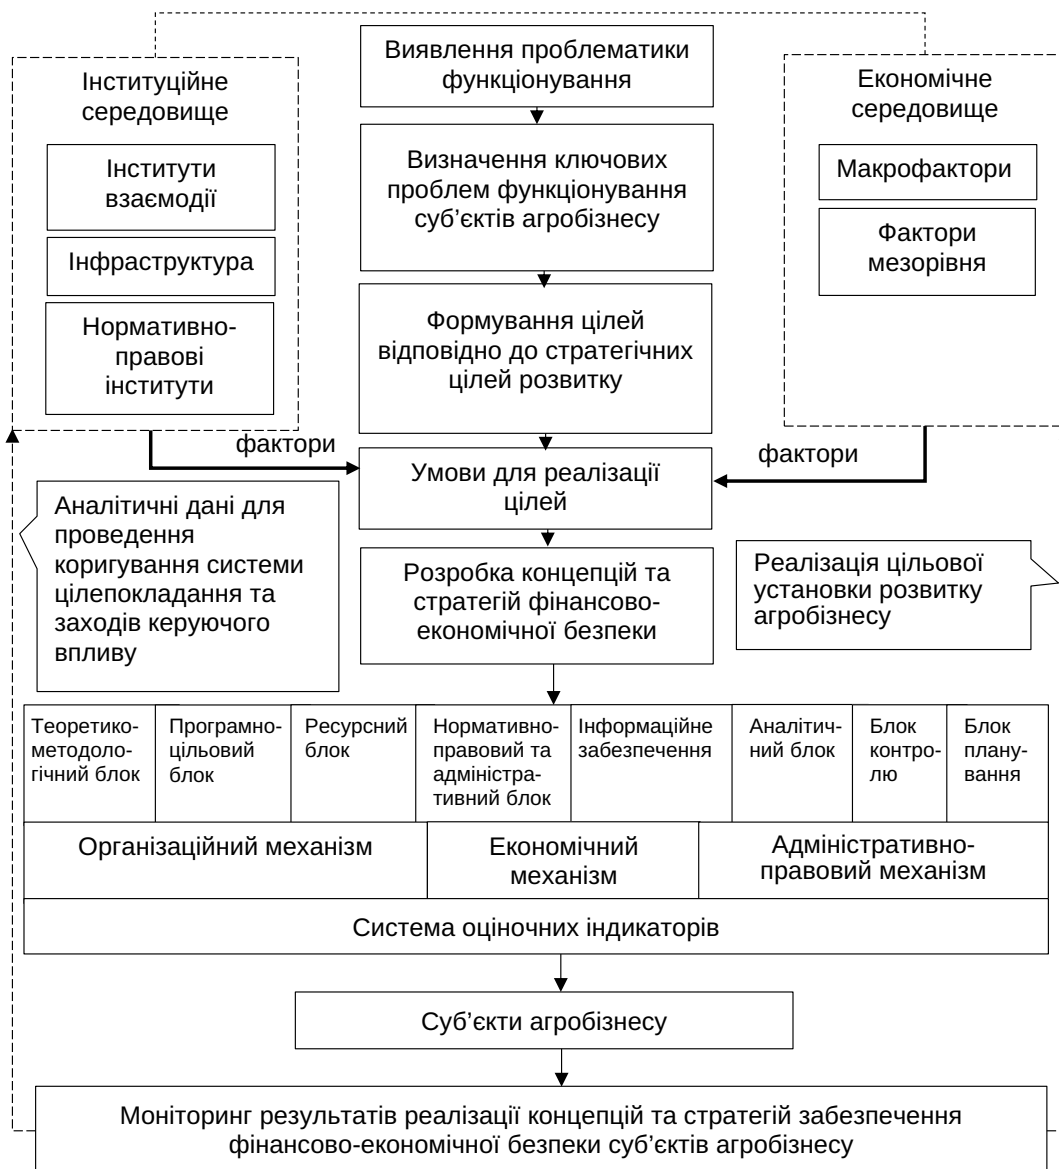 Виявлення проблематики
функціонування
Інституційне
середовище
Інститути
взаємодії
Інфраструктура
Нормативно-
правові
інститути
Економічне
середовище
Макрофактори
Фактори
мезорівня
Визначення ключових
проблем функціонування
суб’єктів агробізнесу
Формування цілей
відповідно до стратегічних
цілей розвитку
фактори
фактори
Умови для реалізації
цілей
Аналітичні дані для
проведення
коригування системи
цілепокладання та
заходів керуючого
впливу
Розробка концепцій та
стратегій фінансово-
економічної безпеки
Реалізація цільової
установки розвитку
агробізнесу
Теоретико-
методоло-
гічний блок
Програмно-
цільовий
блок
Ресурсний
блок
Нормативно-
правовий та
адміністра-
тивний блок
Інформаційне
забезпечення
Аналітич-
ний блок
Блок
контро-
лю
Блок
плану-
вання
Організаційний механізм
Економічний
механізм
Адміністративно-
правовий механізм
Система оціночних індикаторів
Суб’єкти агробізнесу
Моніторинг результатів реалізації концепцій та стратегій забезпечення
фінансово-економічної безпеки суб’єктів агробізнесу